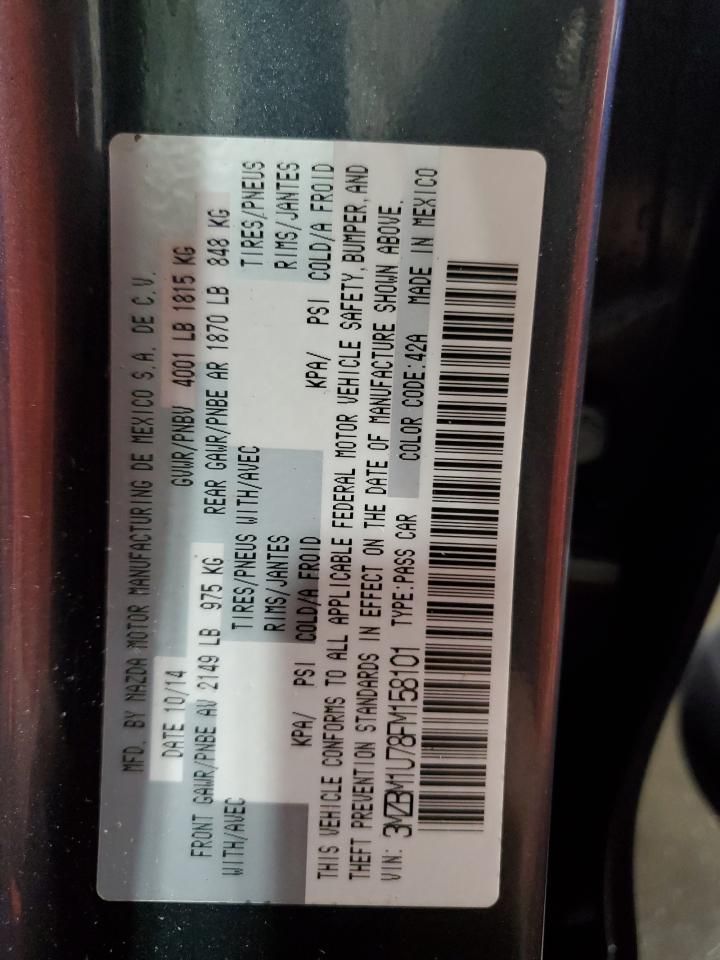 MFD. BY MAZDA MOTOR MANUFACTURING DE MEXICO S.A. DE C.V.
DATE 10/14 GVWR/PNBV 4001 LB 1815 KG
FRONT GAWR/PNBE AV 2149 LB 975 KG REAR GAWR/PNBE AR 1870 LB 848 KG
WITH/AVEC TIRES/PNEUS WITH/AVEC TIRES/PNEUS
RIMS/JANTES RIMS/JANTES
KPA/ PSI COLD/A FROID KPA/ PSI COLD/A FROID
THIS VEHICLE CONFORMS TO ALL APPLICABLE FEDERAL MOTOR VEHICLE SAFETY, BUMPER, AND
THEFT PREVENTION STANDARDS IN EFFECT ON THE DATE OF MANUFACTURE SHOWN ABOVE.
VIN: 3MZBM1U78FM158101 TYPE:PASS CAR COLOR CODE:42A MADE IN MEXICO